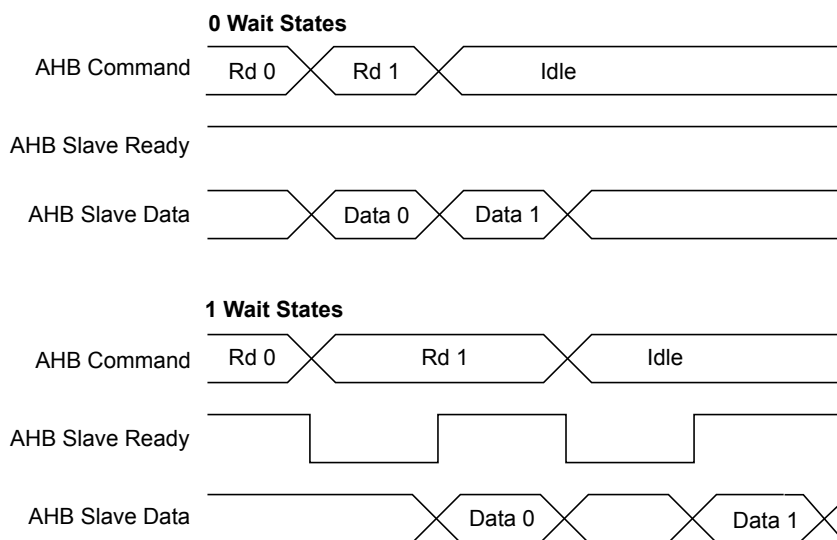 0 Wait States
AHB Command Rd 0 Rd 1 Idle
AHB Slave Ready
AHB Slave Data Data 0 Data 1
1 Wait States
AHB Command Rd 0 Rd 1 Idle
AHB Slave Ready
AHB Slave Data Data 0 Data 1